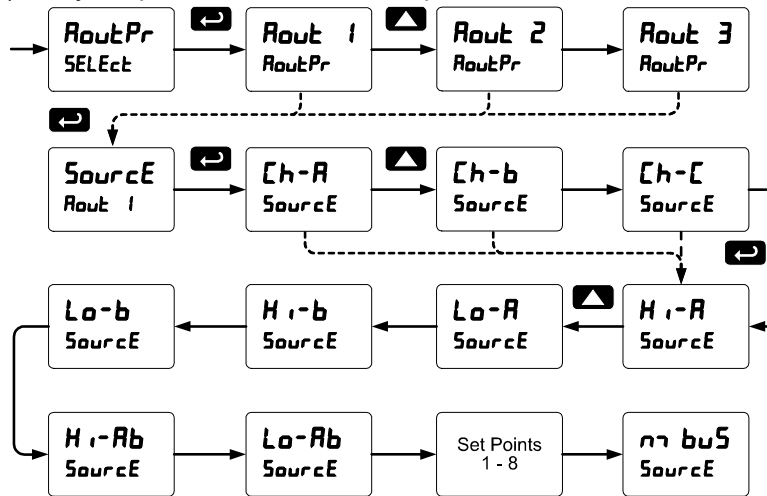 AoutPr
SELEct
Aout 1
AoutPr
Aout 2
AoutPr
Aout 3
AoutPr
SourcE
Aout 1
Ch-A
SourcE
Ch-b
SourcE
Ch-C
SourcE
Lo-b
SourcE
Hi-b
SourcE
Lo-A
SourcE
Hi-A
SourcE
Hi-Ab
SourcE
Lo-Ab
SourcE
Set Points
1 - 8
m buS
SourcE